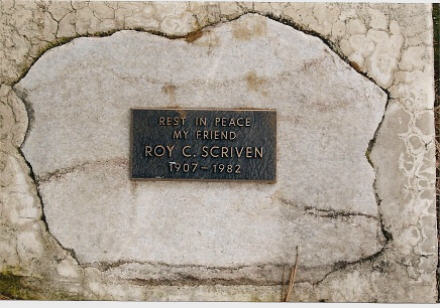 REST IN PEACE
MY FRIEND
ROY C. SCRIVEN
1907 – 1982